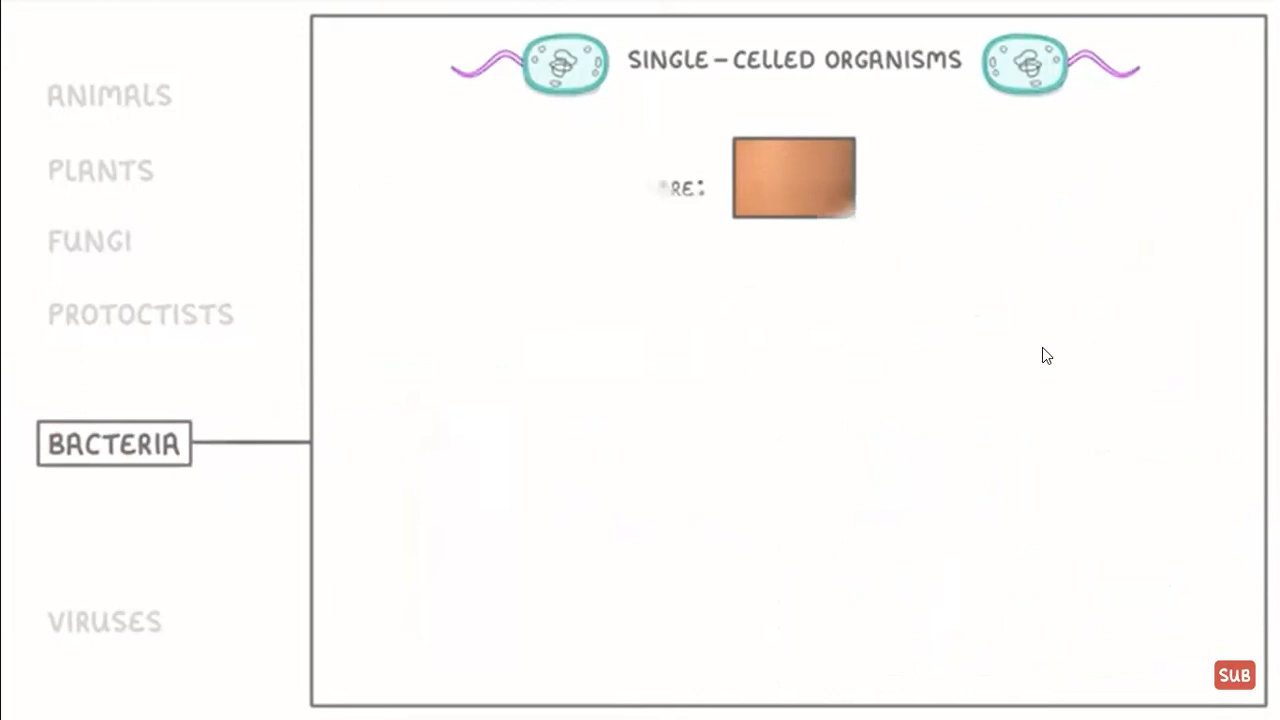 SINGLE-CELLED ORGANISMS
ANIMALS
PLANTS
FUNGI
PROTOCTISTS
BACTERIA
VIRUSES
SUB